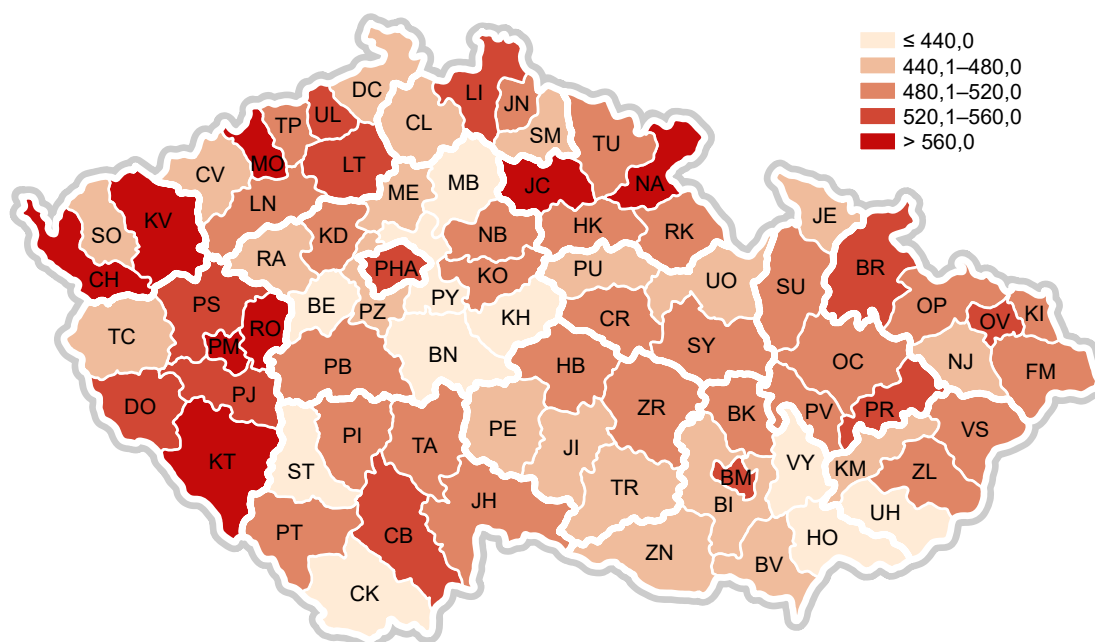 ≤ 440,0
440,1–480,0
480,1–520,0
520,1–560,0
> 560,0
DC
LI
JN
UL
TP
CL
SM
TU
MO
LT
CV
ME
MB
JC
NA
LN
KV
SO
KD
NB
HK
RK
JE
RA
PHA
KO
PU
UO
BR
CH
PS
BE
PZ
PY
KH
SU
OP
KI
TC
RO
PM
CR
OV
BN
SY
OC
NJ
FM
PB
HB
DO
PJ
ZR
BK
PV
PR
PI
TA
PE
VS
KT
ST
JI
VY
KM
ZL
BM
TR
BI
JH
UH
PT
CB
HO
ZN
BV
CK